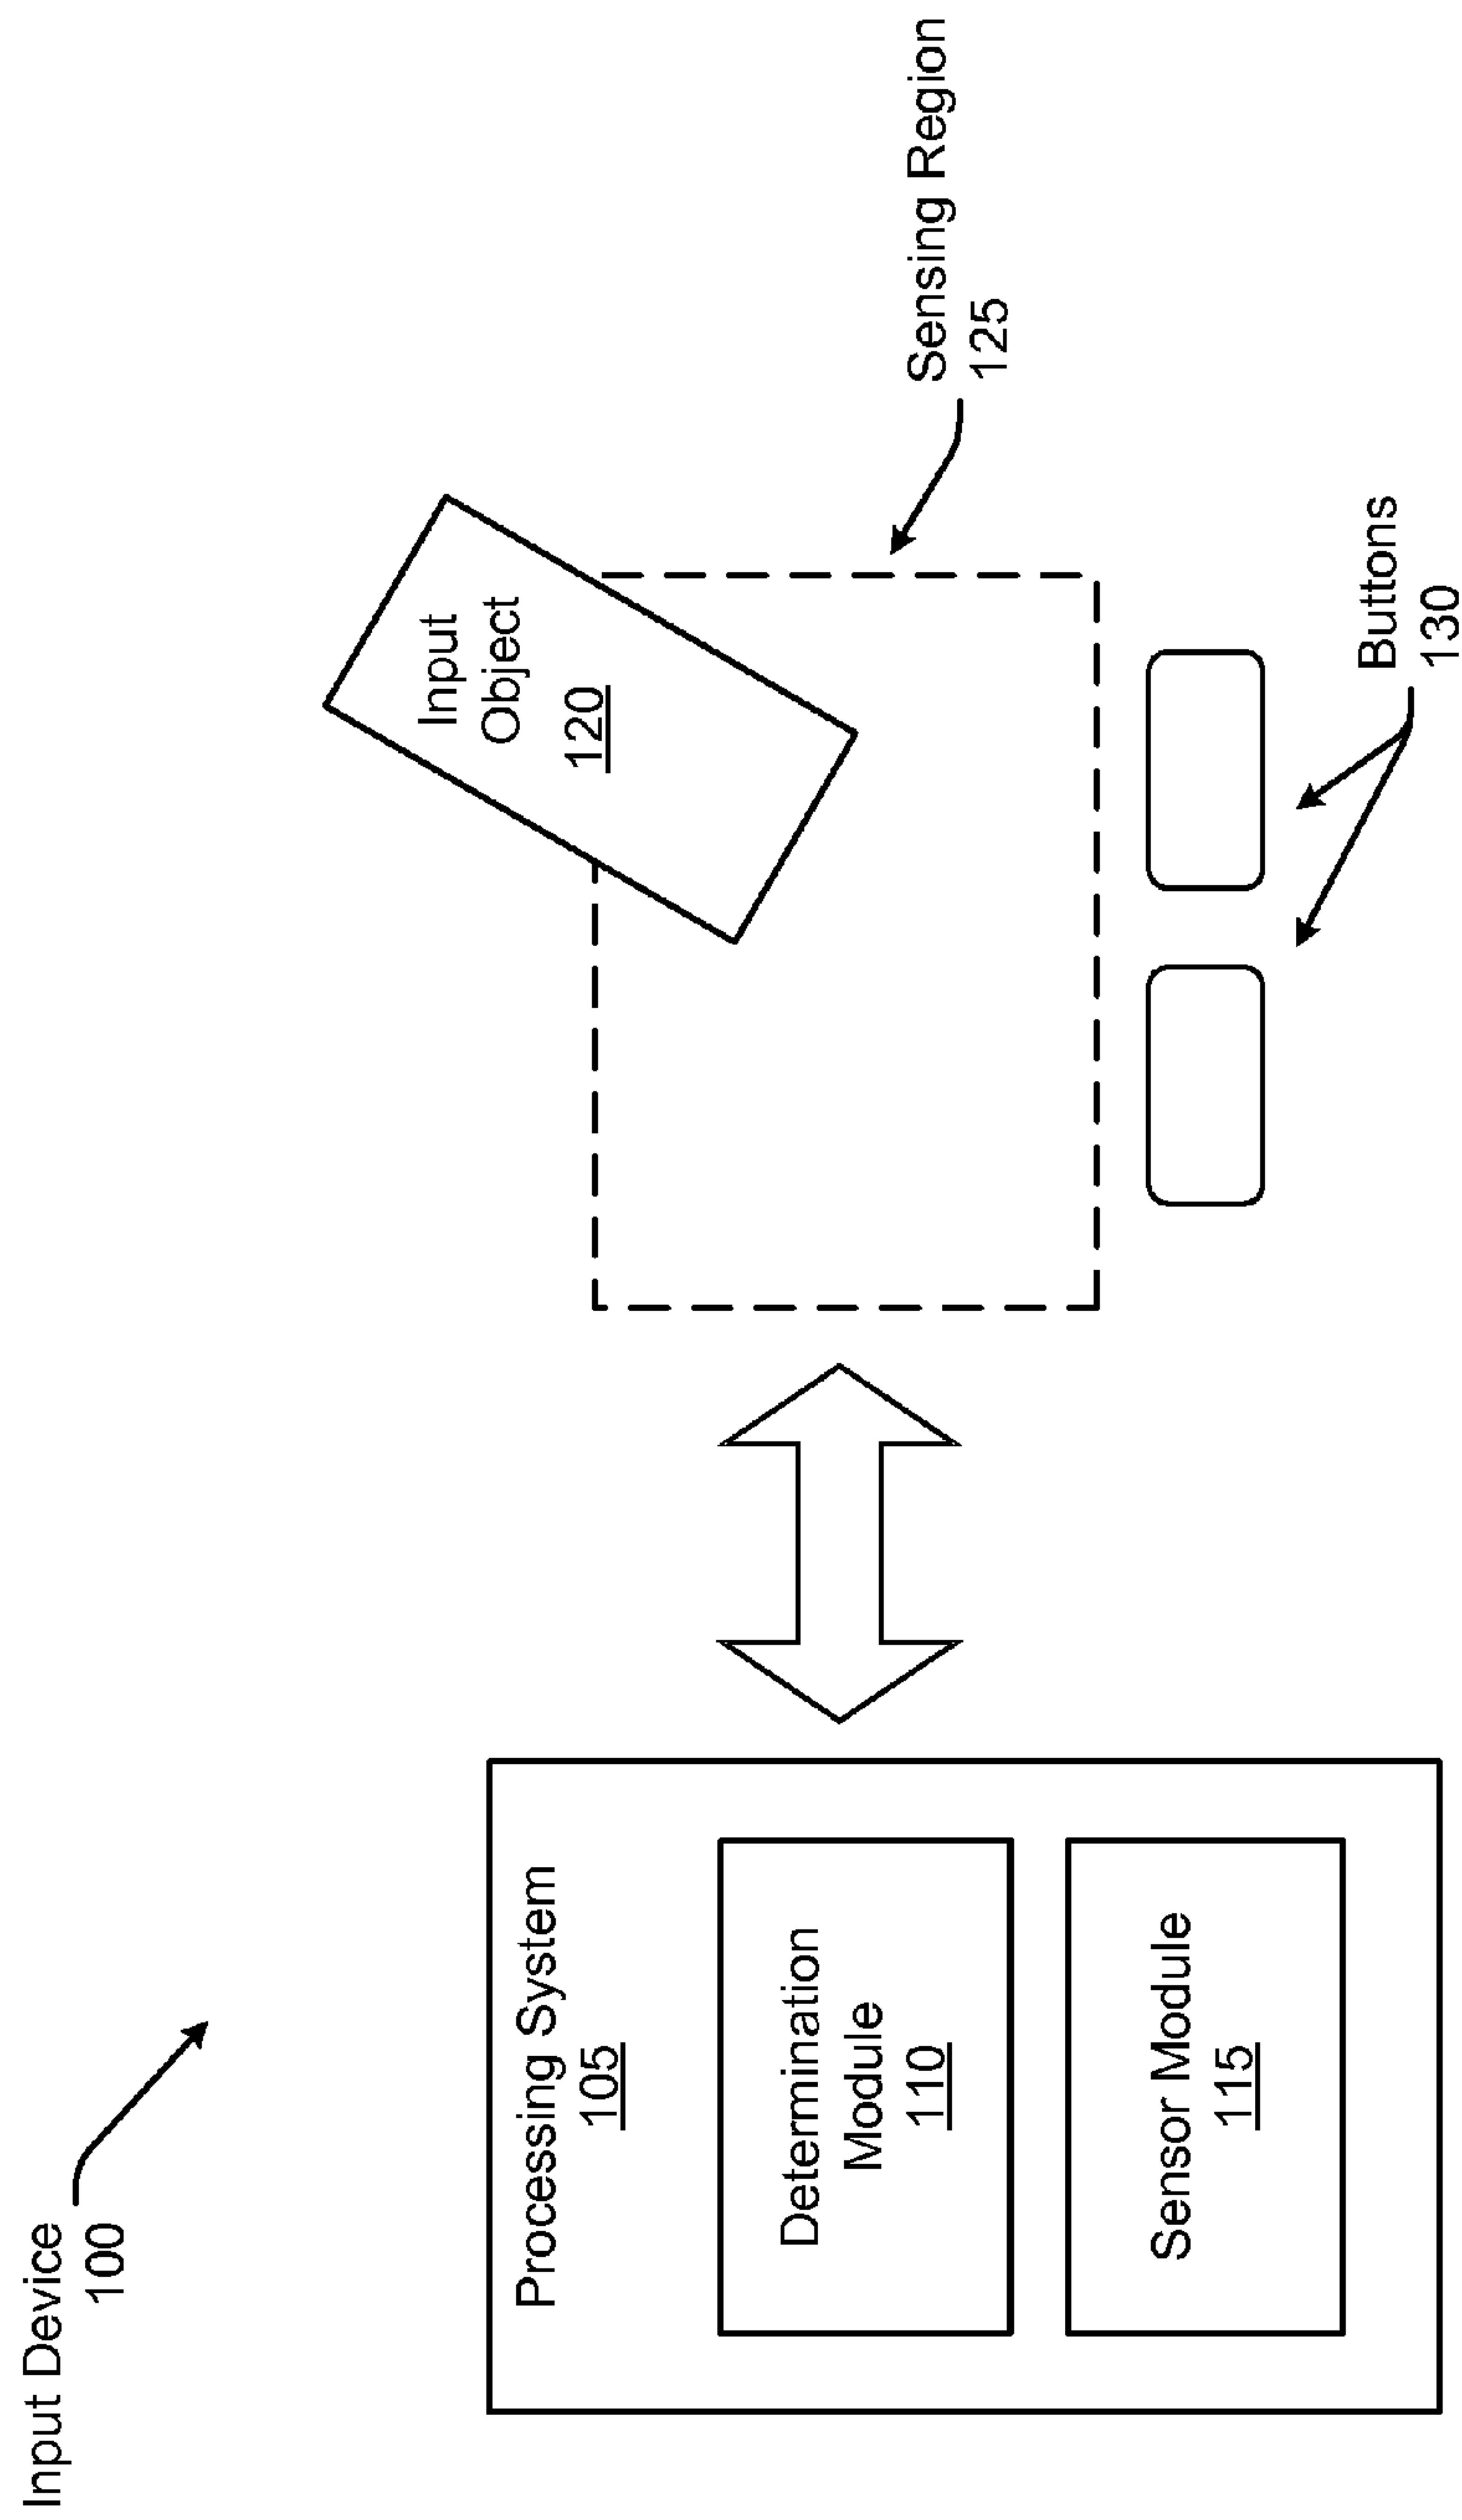 Input Device
100
Processing System
105
Determination
Module
110
Sensor Module
115
Input
Object
120
Sensing Region
125
Buttons
130